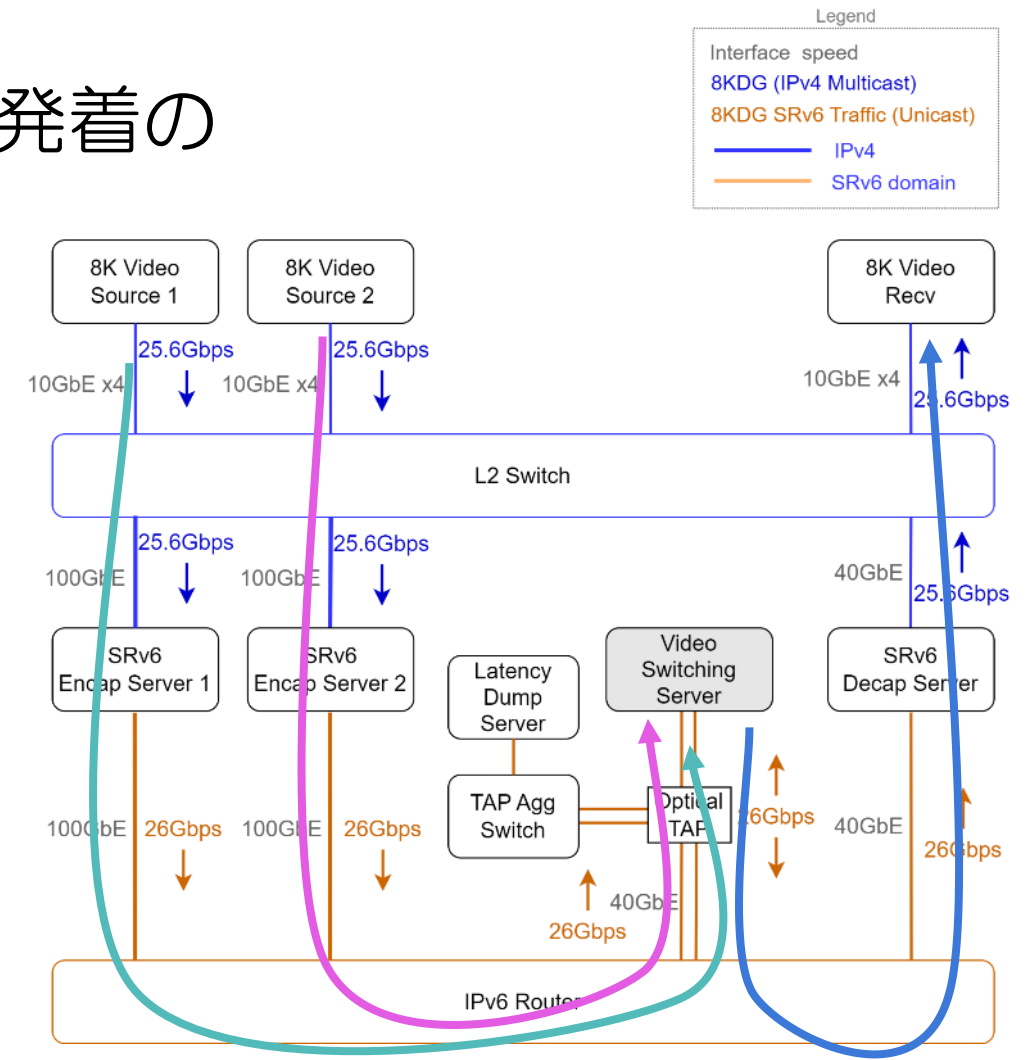 Legend
Interface speed
8KDG (IPv4 Multicast)
8KDG SRv6 Traffic (Unicast)
IPv4
SRv6 domain
発着の
8K Video
Source 1
8K Video
Source 2
8K Video
Recv
25.6Gbps
25.6Gbps
10GbE x4
10GbE x4
10GbE x4
25.6Gbps
L2 Switch
25.6Gbps
25.6Gbps
100GbE
100GbE
40GbE
25.6Gbps
SRv6
Encap Server 1
SRv6
Encap Server 2
Latency
Dump
Server
Video
Switching
Server
SRv6
Decap Server
TAP Agg
Switch
Optical
TAP
26Gbps
100GbE
26Gbps
100GbE
26Gbps
40GbE
26Gbps
40GbE
26Gbps
IPv6 Router